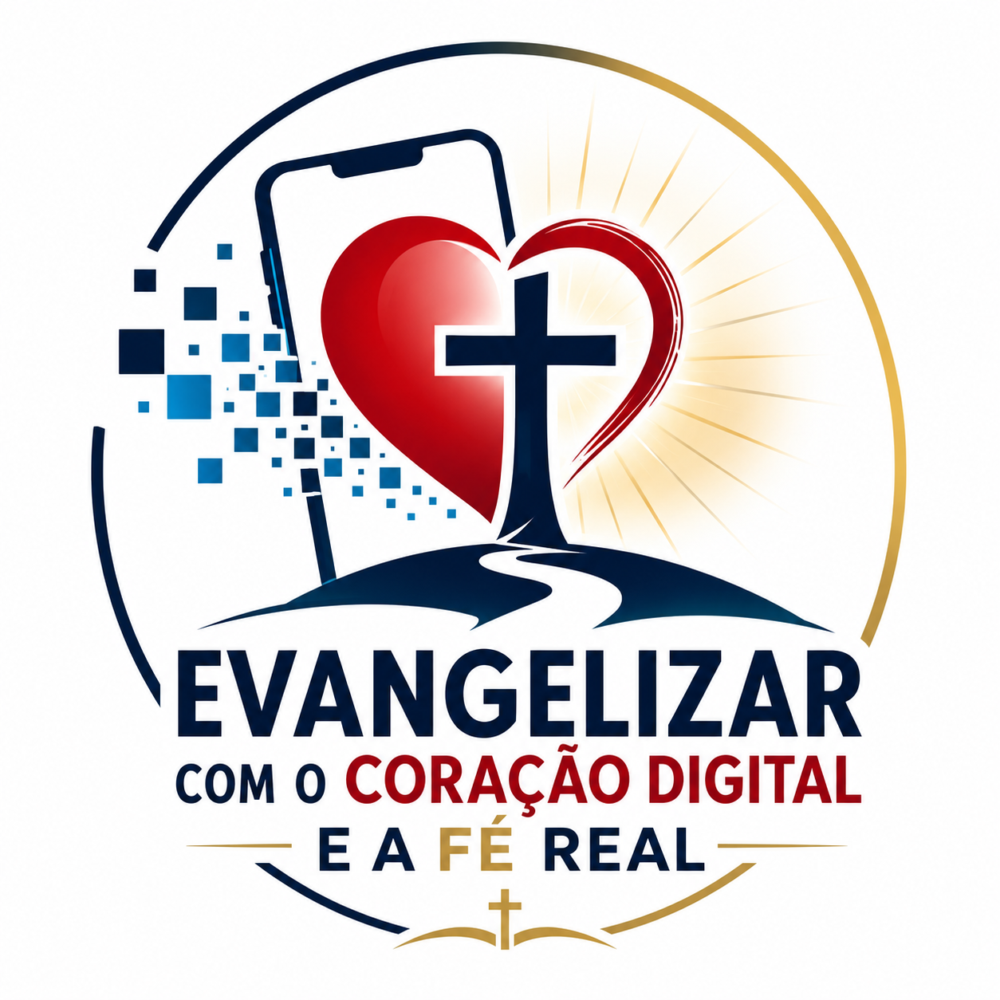 EVANGELIZAR
COM O CORAÇÃO DIGITAL
E A FÉ REAL